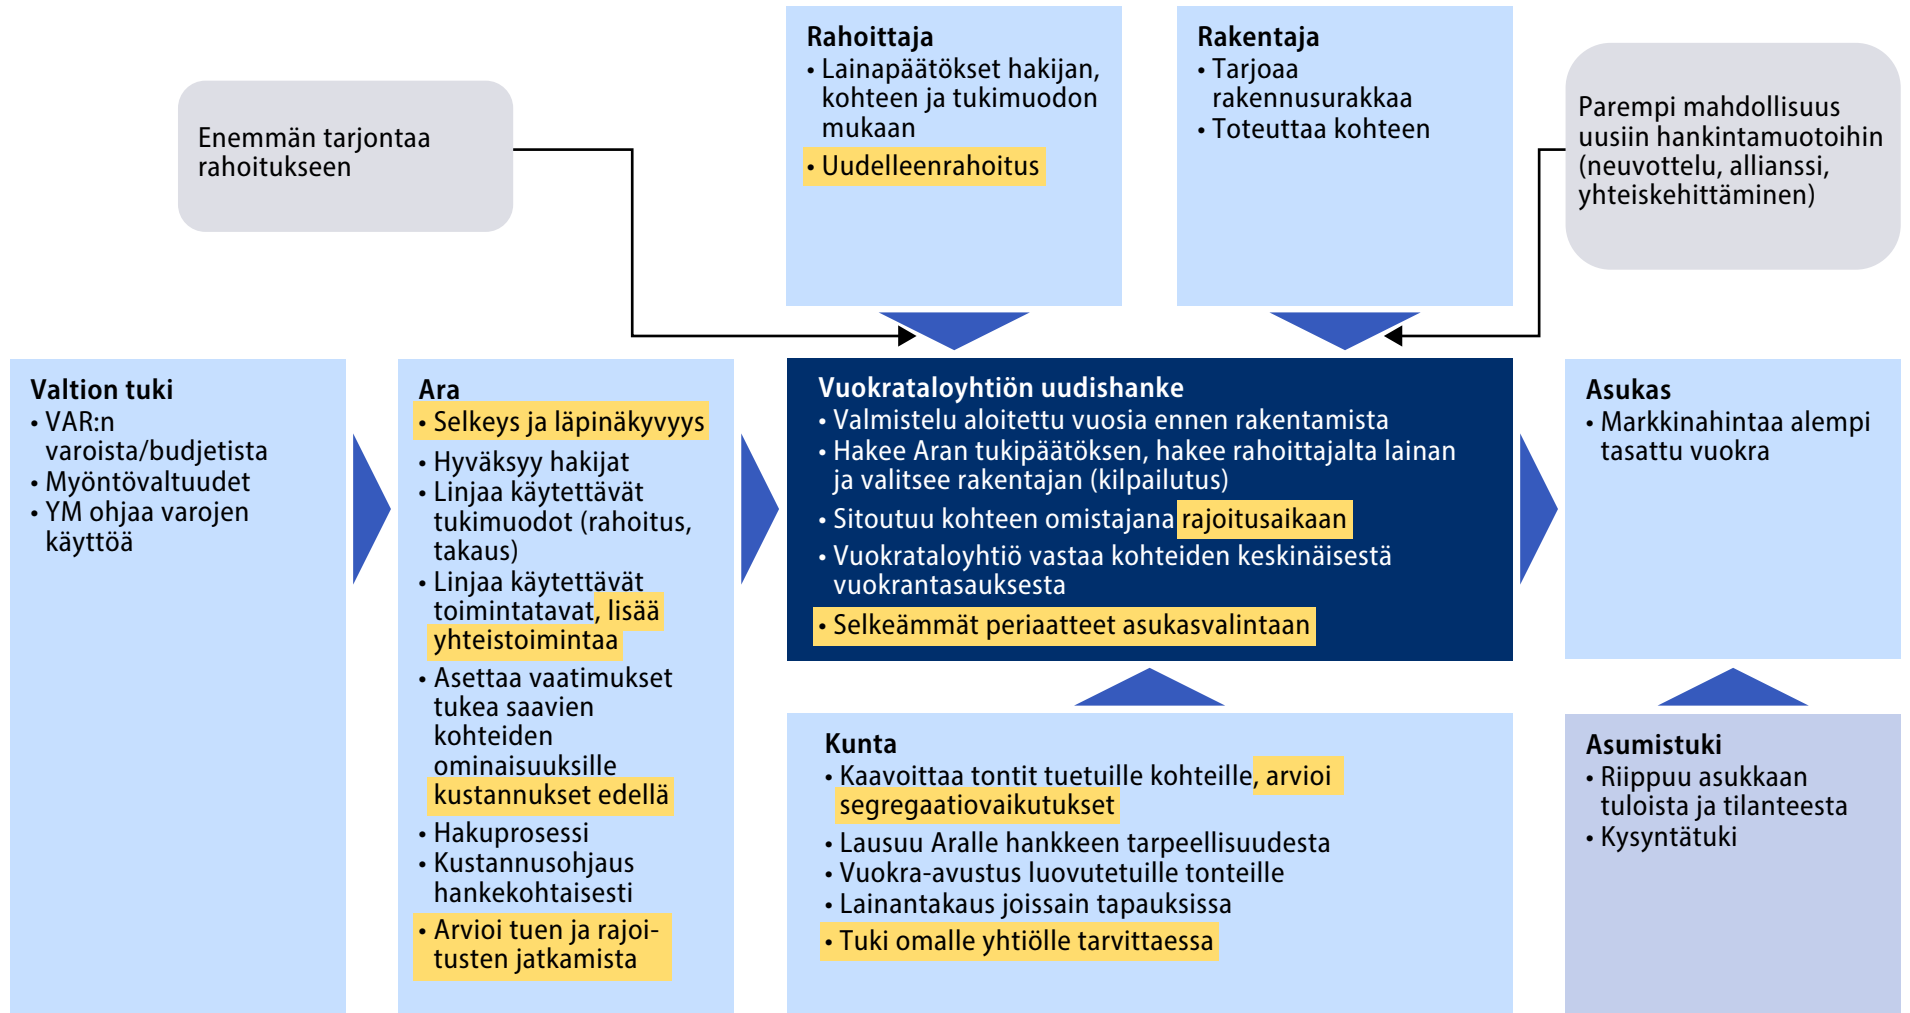 Rahoittaja
• Lainapäätökset hakijan,
kohteen ja tukimuodon
mukaan
• Uudelleenrahoitus
Rakentaja
• Tarjoaa
rakennusurakkaa
• Toteuttaa kohteen
Enemmän tarjontaa
rahoitukseen
Parempi mahdollisuus
uusiin hankintamuotoihin
(neuvottelu, allianssi,
yhteiskehittäminen)
Valtion tuki
• VAR:n
varoista/budjetista
• Myöntövaltuudet
• YM ohjaa varojen
käyttöä
Ara
• Selkeys ja läpinäkyvyys
• Hyväksyy hakijat
• Linjaa käytettävät
tukimuodot (rahoitus,
takaus)
• Linjaa käytettävät
toimintatavat, lisää
yhteistoimintaa
• Asettaa vaatimukset
tukea saavien
kohteiden
ominaisuuksille
kustannukset edellä
• Hakuprosessi
• Kustannusohjaus
hankekohtaisesti
• Arvioi tuen ja rajoi-
tusten jatkamista
Vuokrataloyhtiön uudishanke
• Valmistelu aloitettu vuosia ennen rakentamista
• Hakee Aran tukipäätöksen, hakee rahoittajalta lainan
ja valitsee rakentajan (kilpailutus)
• Sitoutuu kohteen omistajana rajoitusaikaan
• Vuokrataloyhtiö vastaa kohteiden keskinäisestä
vuokrantasauksesta
• Selkeämmät periaatteet asukasvalintaan
Asukas
• Markkinahintaa alempi
tasattu vuokra
Kunta
• Kaavoittaa tontit tuetuille kohteille, arvioi
segregaatiovaikutukset
• Lausuu Aralle hankkeen tarpeellisuudesta
• Vuokra-avustus luovutetuille tonteille
• Lainantakaus joissain tapauksissa
• Tuki omalle yhtiölle tarvittaessa
Asumistuki
• Riippuu asukkaan
tuloista ja tilanteesta
• Kysyntätuki